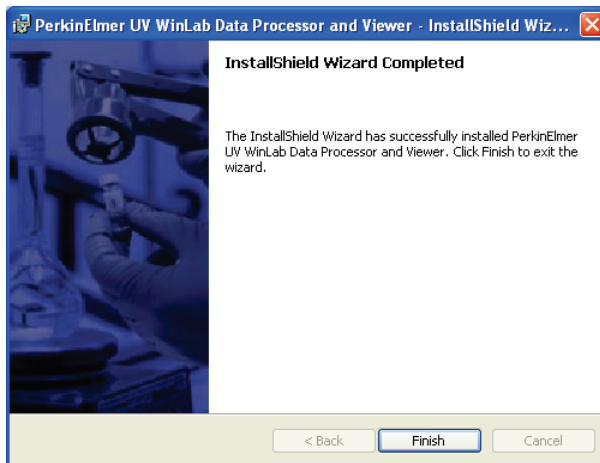 PerkinElmer UV WinLab Data Processor and Viewer - InstallShield Wiz...
InstallShield Wizard Completed
The InstallShield Wizard has successfully installed PerkinElmer
UV WinLab Data Processor and Viewer. Click Finish to exit the
wizard.
< Back Finish Cancel